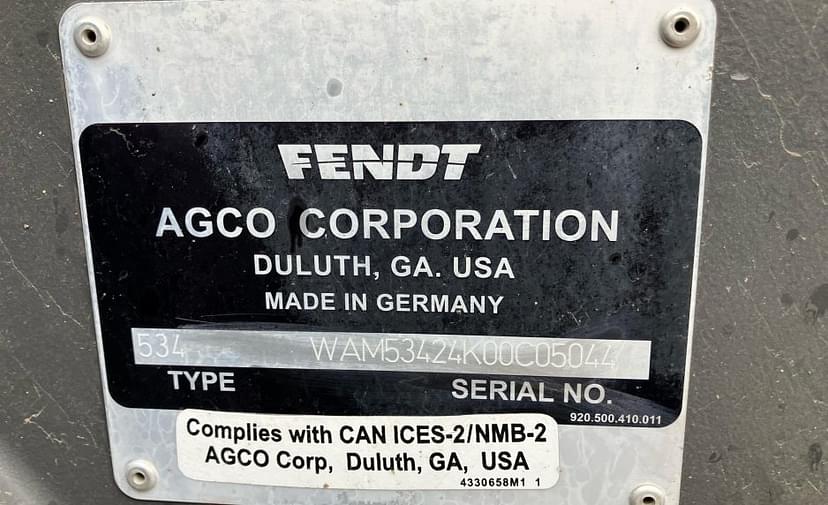 FENDT
AGCO CORPORATION
DULUTH, GA. USA
MADE IN GERMANY
534 WAM53424K00C05044
TYPE SERIAL NO.
920.500.410.011
Complies with CAN ICES-2/NMB-2
AGCO Corp, Duluth, GA, USA
4330658M1 1